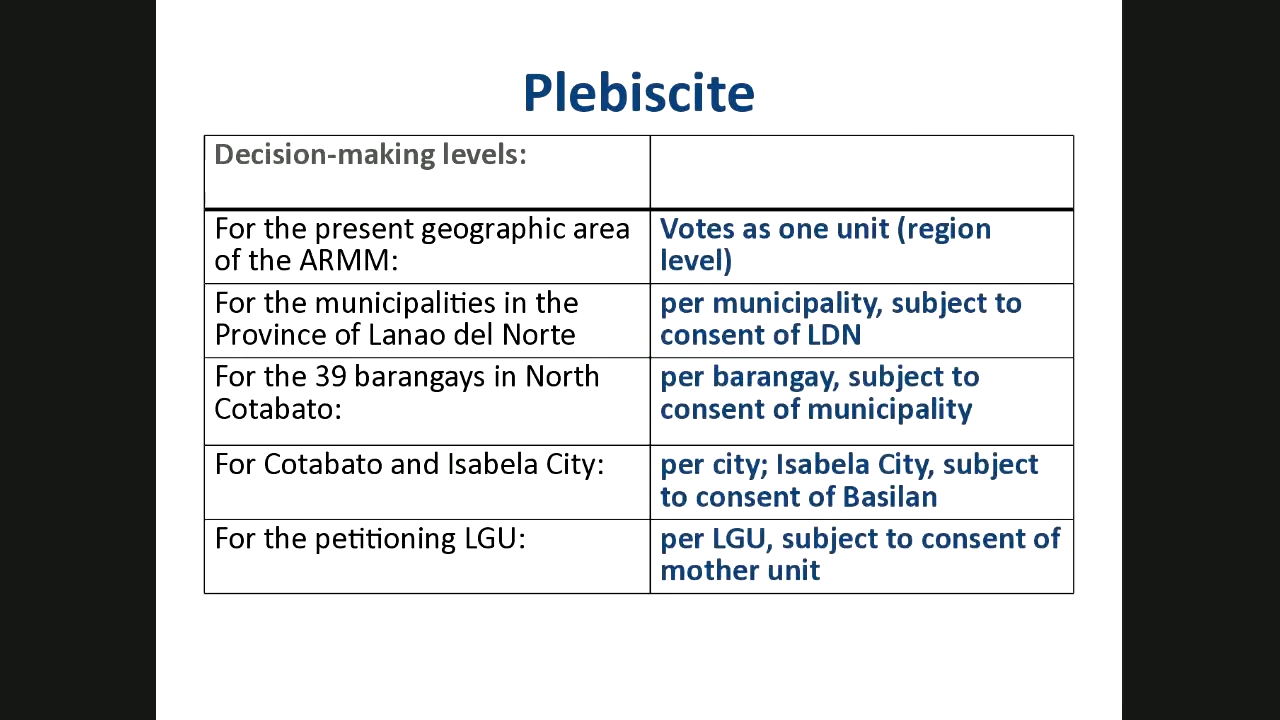 Plebiscite
Decision-making levels:
For the present geographic area
of the ARMM:
Votes as one unit (region
level)
For the municipalities in the
Province of Lanao del Norte
per municipality, subject to
consent of LDN
For the 39 barangays in North
Cotabato:
per barangay, subject to
consent of municipality
For Cotabato and Isabela City:
per city; Isabela City, subject
to consent of Basilan
For the petitioning LGU:
per LGU, subject to consent of
mother unit